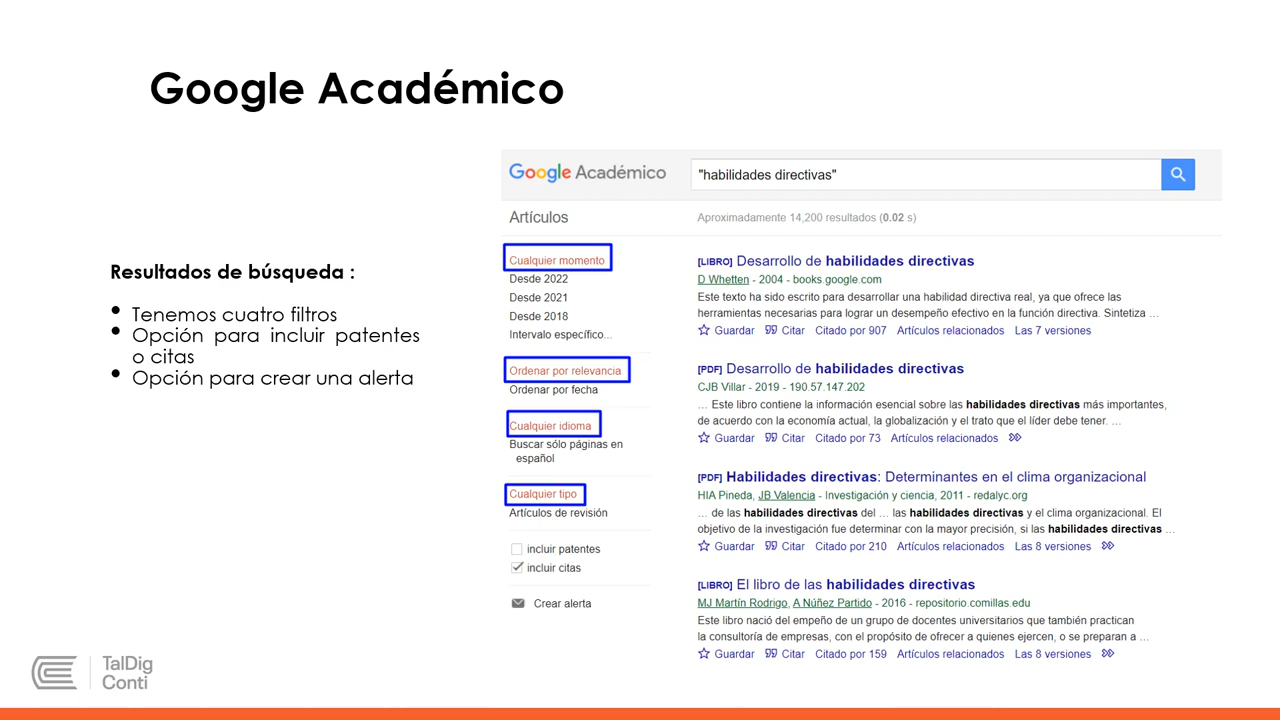 Google Académico
Resultados de búsqueda :
• Tenemos cuatro filtros
• Opción para incluir patentes
o citas
• Opción para crear una alerta
Google Académico
"habilidades directivas"
Artículos
Aproximadamente 14,200 resultados (0.02 s)
Cualquier momento
Desde 2022
Desde 2021
Desde 2018
Intervalo específico...
Ordenar por relevancia
Ordenar por fecha
Cualquier idioma
Buscar sólo páginas en
español
Cualquier tipo
Artículos de revisión
incluir patentes
incluir citas
Crear alerta
[LIBRO] Desarrollo de habilidades directivas
D Whetten - 2004 - books.google.com
Este texto ha sido escrito para desarrollar una habilidad directiva real, ya que ofrece las
herramientas necesarias para lograr un desempeño efectivo en la función directiva. Sintetiza …
Guardar Citar Citado por 907 Artículos relacionados Las 7 versiones
[PDF] Desarrollo de habilidades directivas
CJB Villar - 2019 - 190.57.147.202
… Este libro contiene la información esencial sobre las habilidades directivas más importantes,
de acuerdo con la economía actual, la globalización y el trato que el líder debe tener. …
Guardar Citar Citado por 73 Artículos relacionados
[PDF] Habilidades directivas: Determinantes en el clima organizacional
HIA Pineda, JB Valencia - Investigación y ciencia, 2011 - redalyc.org
… de las habilidades directivas del … las habilidades directivas y el clima organizacional. El
objetivo de la investigación fue determinar con la mayor precisión, si las habilidades directivas …
Guardar Citar Citado por 210 Artículos relacionados Las 8 versiones
[LIBRO] El libro de las habilidades directivas
MJ Martín Rodrigo, A Núñez Partido - 2016 - repositorio.comillas.edu
Este libro nació del empeño de un grupo de docentes universitarios que también practican
la consultoría de empresas, con el propósito de ofrecer a quienes ejercen, o se preparan a …
Guardar Citar Citado por 159 Artículos relacionados Las 8 versiones
TalDig
Conti